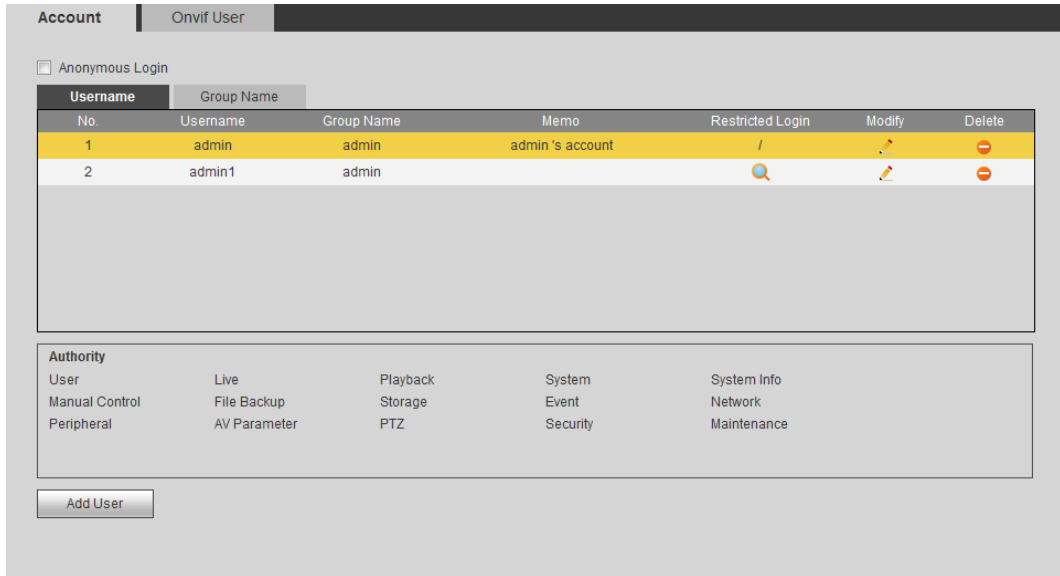 Account Onvif User
Anonymous Login
Username Group Name
No. Username Group Name Memo Restricted Login Modify Delete
1 admin admin admin 's account /
2 admin1 admin
Authority
User Live Playback System System Info
Manual Control File Backup Storage Event Network
Peripheral AV Parameter PTZ Security Maintenance
Add User